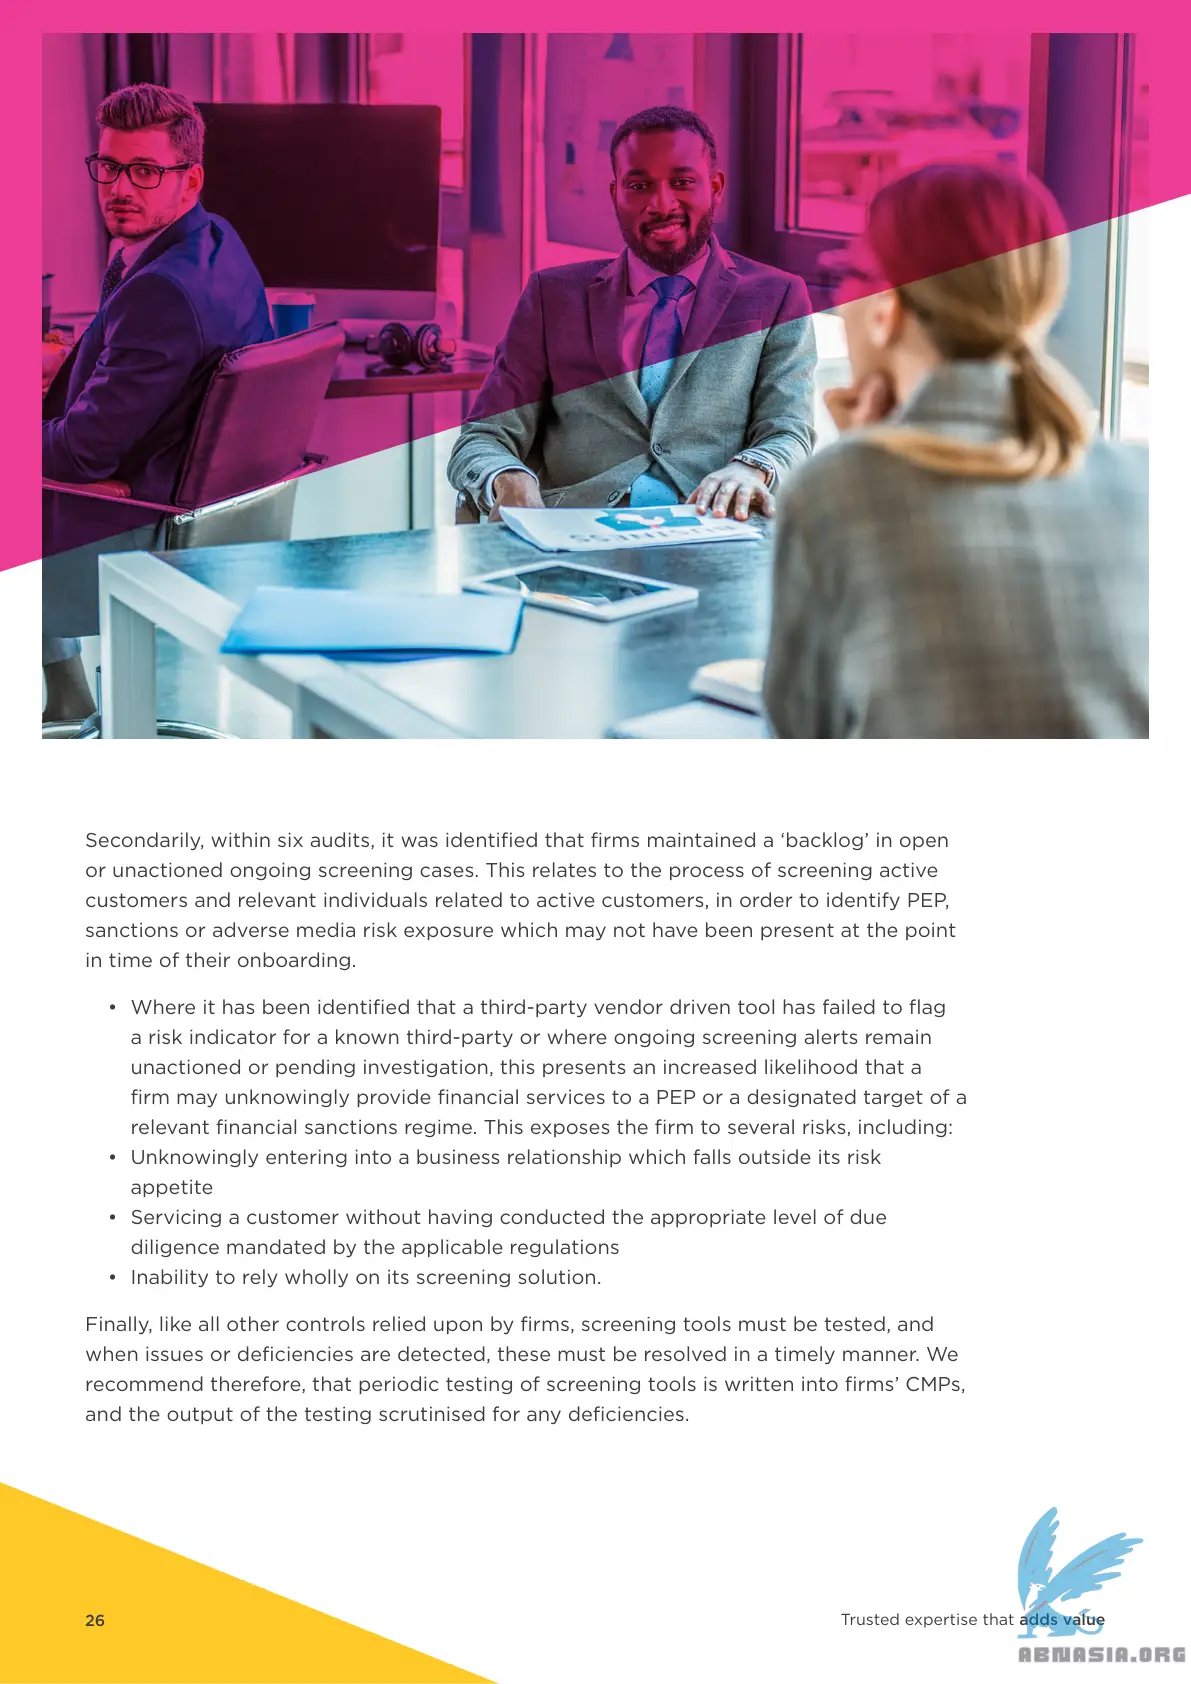 Secondarily, within six audits, it was identified that firms maintained a ‘backlog’ in open
or unactioned ongoing screening cases. This relates to the process of screening active
customers and relevant individuals related to active customers, in order to identify PEP,
sanctions or adverse media risk exposure which may not have been present at the point
in time of their onboarding.
• Where it has been identified that a third-party vendor driven tool has failed to flag
a risk indicator for a known third-party or where ongoing screening alerts remain
unactioned or pending investigation, this presents an increased likelihood that a
firm may unknowingly provide financial services to a PEP or a designated target of a
relevant financial sanctions regime. This exposes the firm to several risks, including:
• Unknowingly entering into a business relationship which falls outside its risk
appetite
• Servicing a customer without having conducted the appropriate level of due
diligence mandated by the applicable regulations
• Inability to rely wholly on its screening solution.
Finally, like all other controls relied upon by firms, screening tools must be tested, and
when issues or deficiencies are detected, these must be resolved in a timely manner. We
recommend therefore, that periodic testing of screening tools is written into firms’ CMPs,
and the output of the testing scrutinised for any deficiencies.
26
Trusted expertise that adds value
ABNASIA.ORG